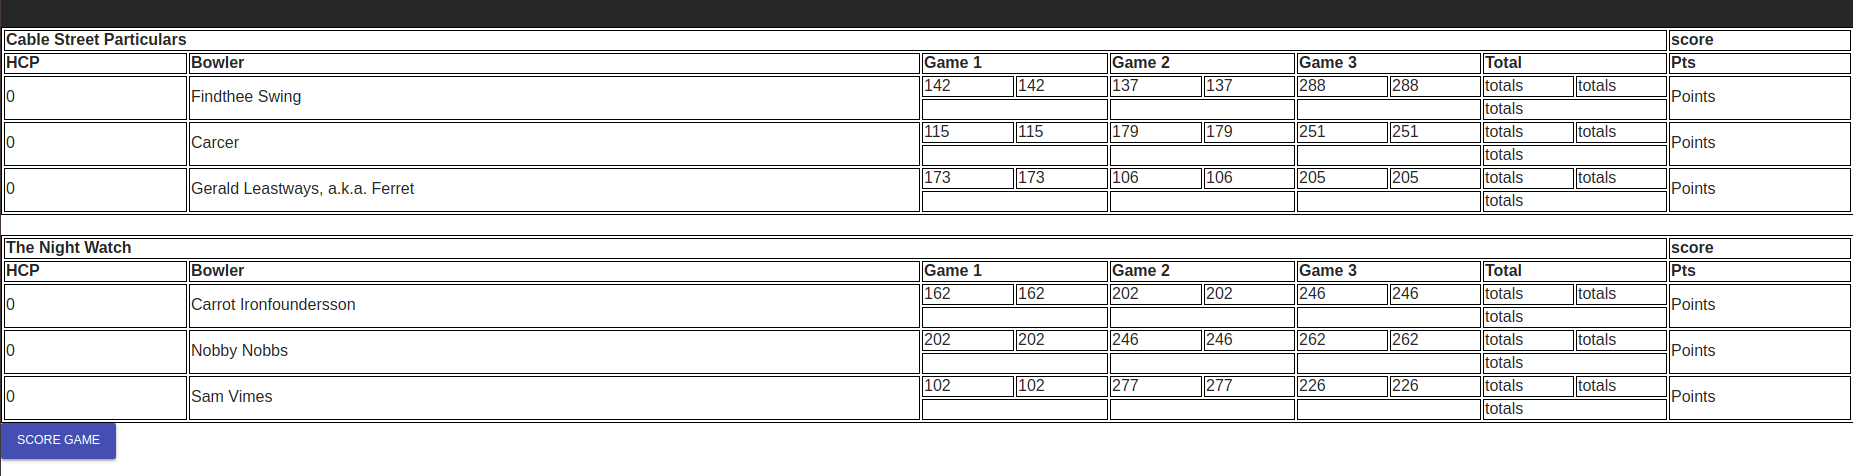 Cable Street Particulars score
HCP Bowler Game 1 Game 2 Game 3 Total Pts
0 Findthee Swing 142 142 137 137 288 288 totals totals Points
totals
0 Carcer 115 115 179 179 251 251 totals totals Points
totals
0 Gerald Leastways, a.k.a. Ferret 173 173 106 106 205 205 totals totals Points
totals
The Night Watch score
HCP Bowler Game 1 Game 2 Game 3 Total Pts
0 Carrot Ironfoundersson 162 162 202 202 246 246 totals totals Points
totals
0 Nobby Nobbs 202 202 246 246 262 262 totals totals Points
totals
0 Sam Vimes 102 102 277 277 226 226 totals totals Points
totals
SCORE GAME